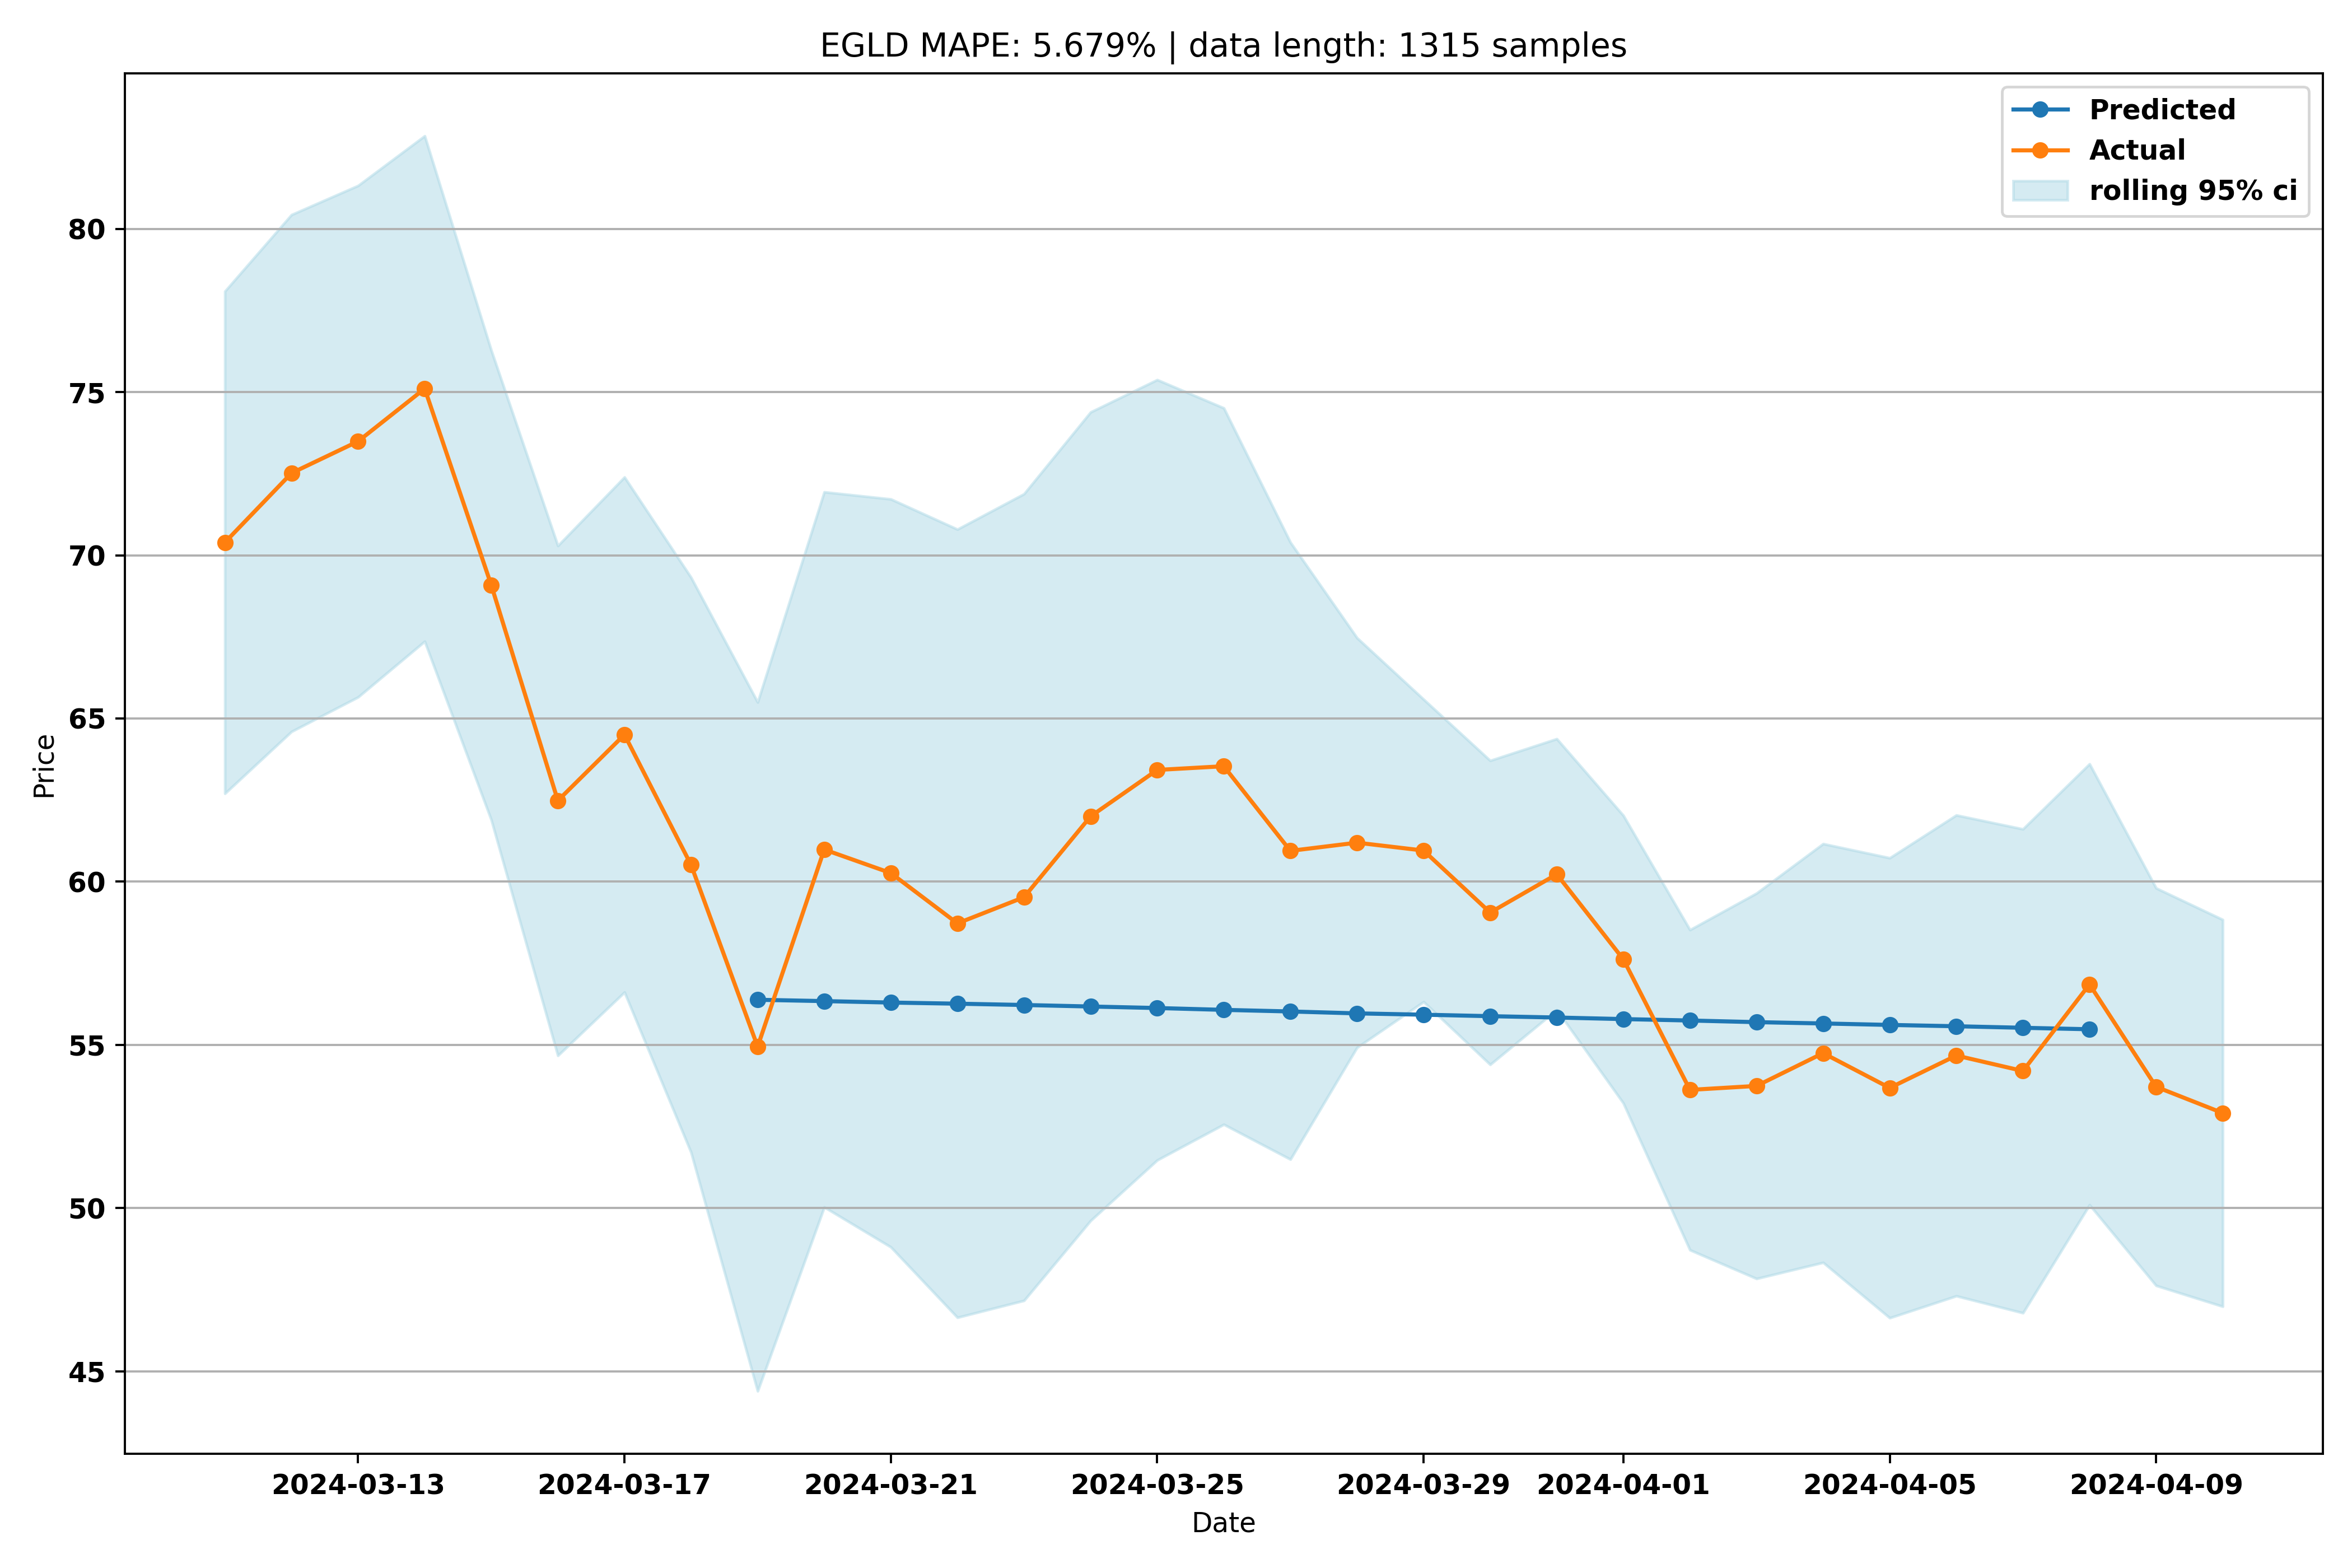 EGLD MAPE: 5.679% | data length: 1315 samples
Predicted
Actual
rolling 95% ci
80
75
70
65
60
55
50
45
Price
2024-03-13 2024-03-17 2024-03-21 2024-03-25 2024-03-29 2024-04-01 2024-04-05 2024-04-09
Date